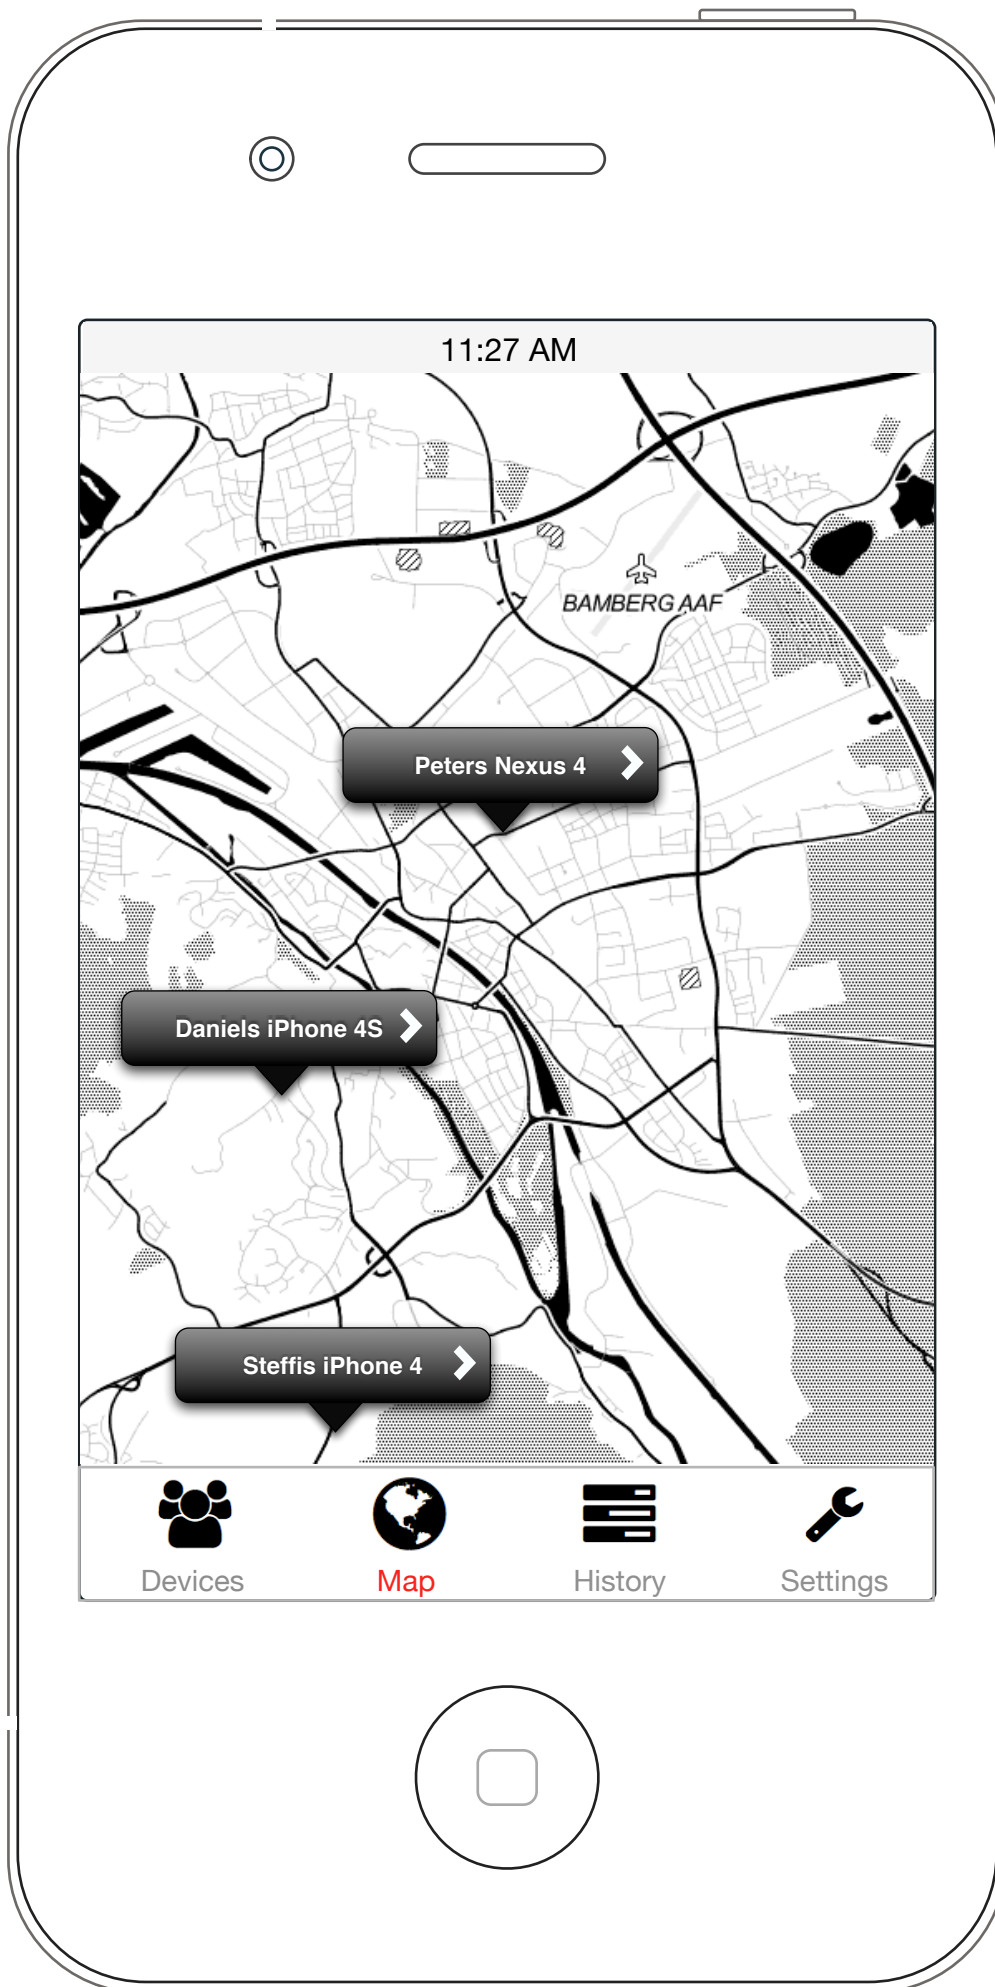 11:27 AM
BAMBERG AAF
Peters Nexus 4
Daniels iPhone 4S
Steffis iPhone 4
Devices
Map
History
Settings